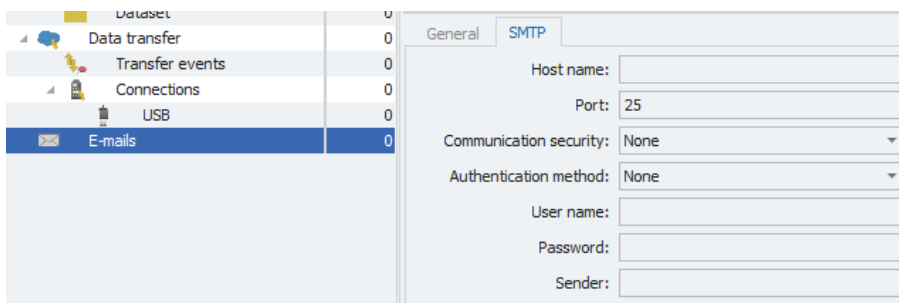 Dataset 0
Data transfer 0
Transfer events 0
Connections 0
USB 0
E-mails 0
General SMTP
Host name:
Port: 25
Communication security: None
Authentication method: None
User name:
Password:
Sender: